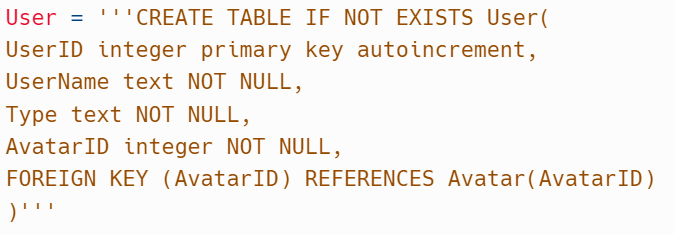 User = '''CREATE TABLE IF NOT EXISTS User(
UserID integer primary key autoincrement,
UserName text NOT NULL,
Type text NOT NULL,
AvatarID integer NOT NULL,
FOREIGN KEY (AvatarID) REFERENCES Avatar(AvatarID)
)'''